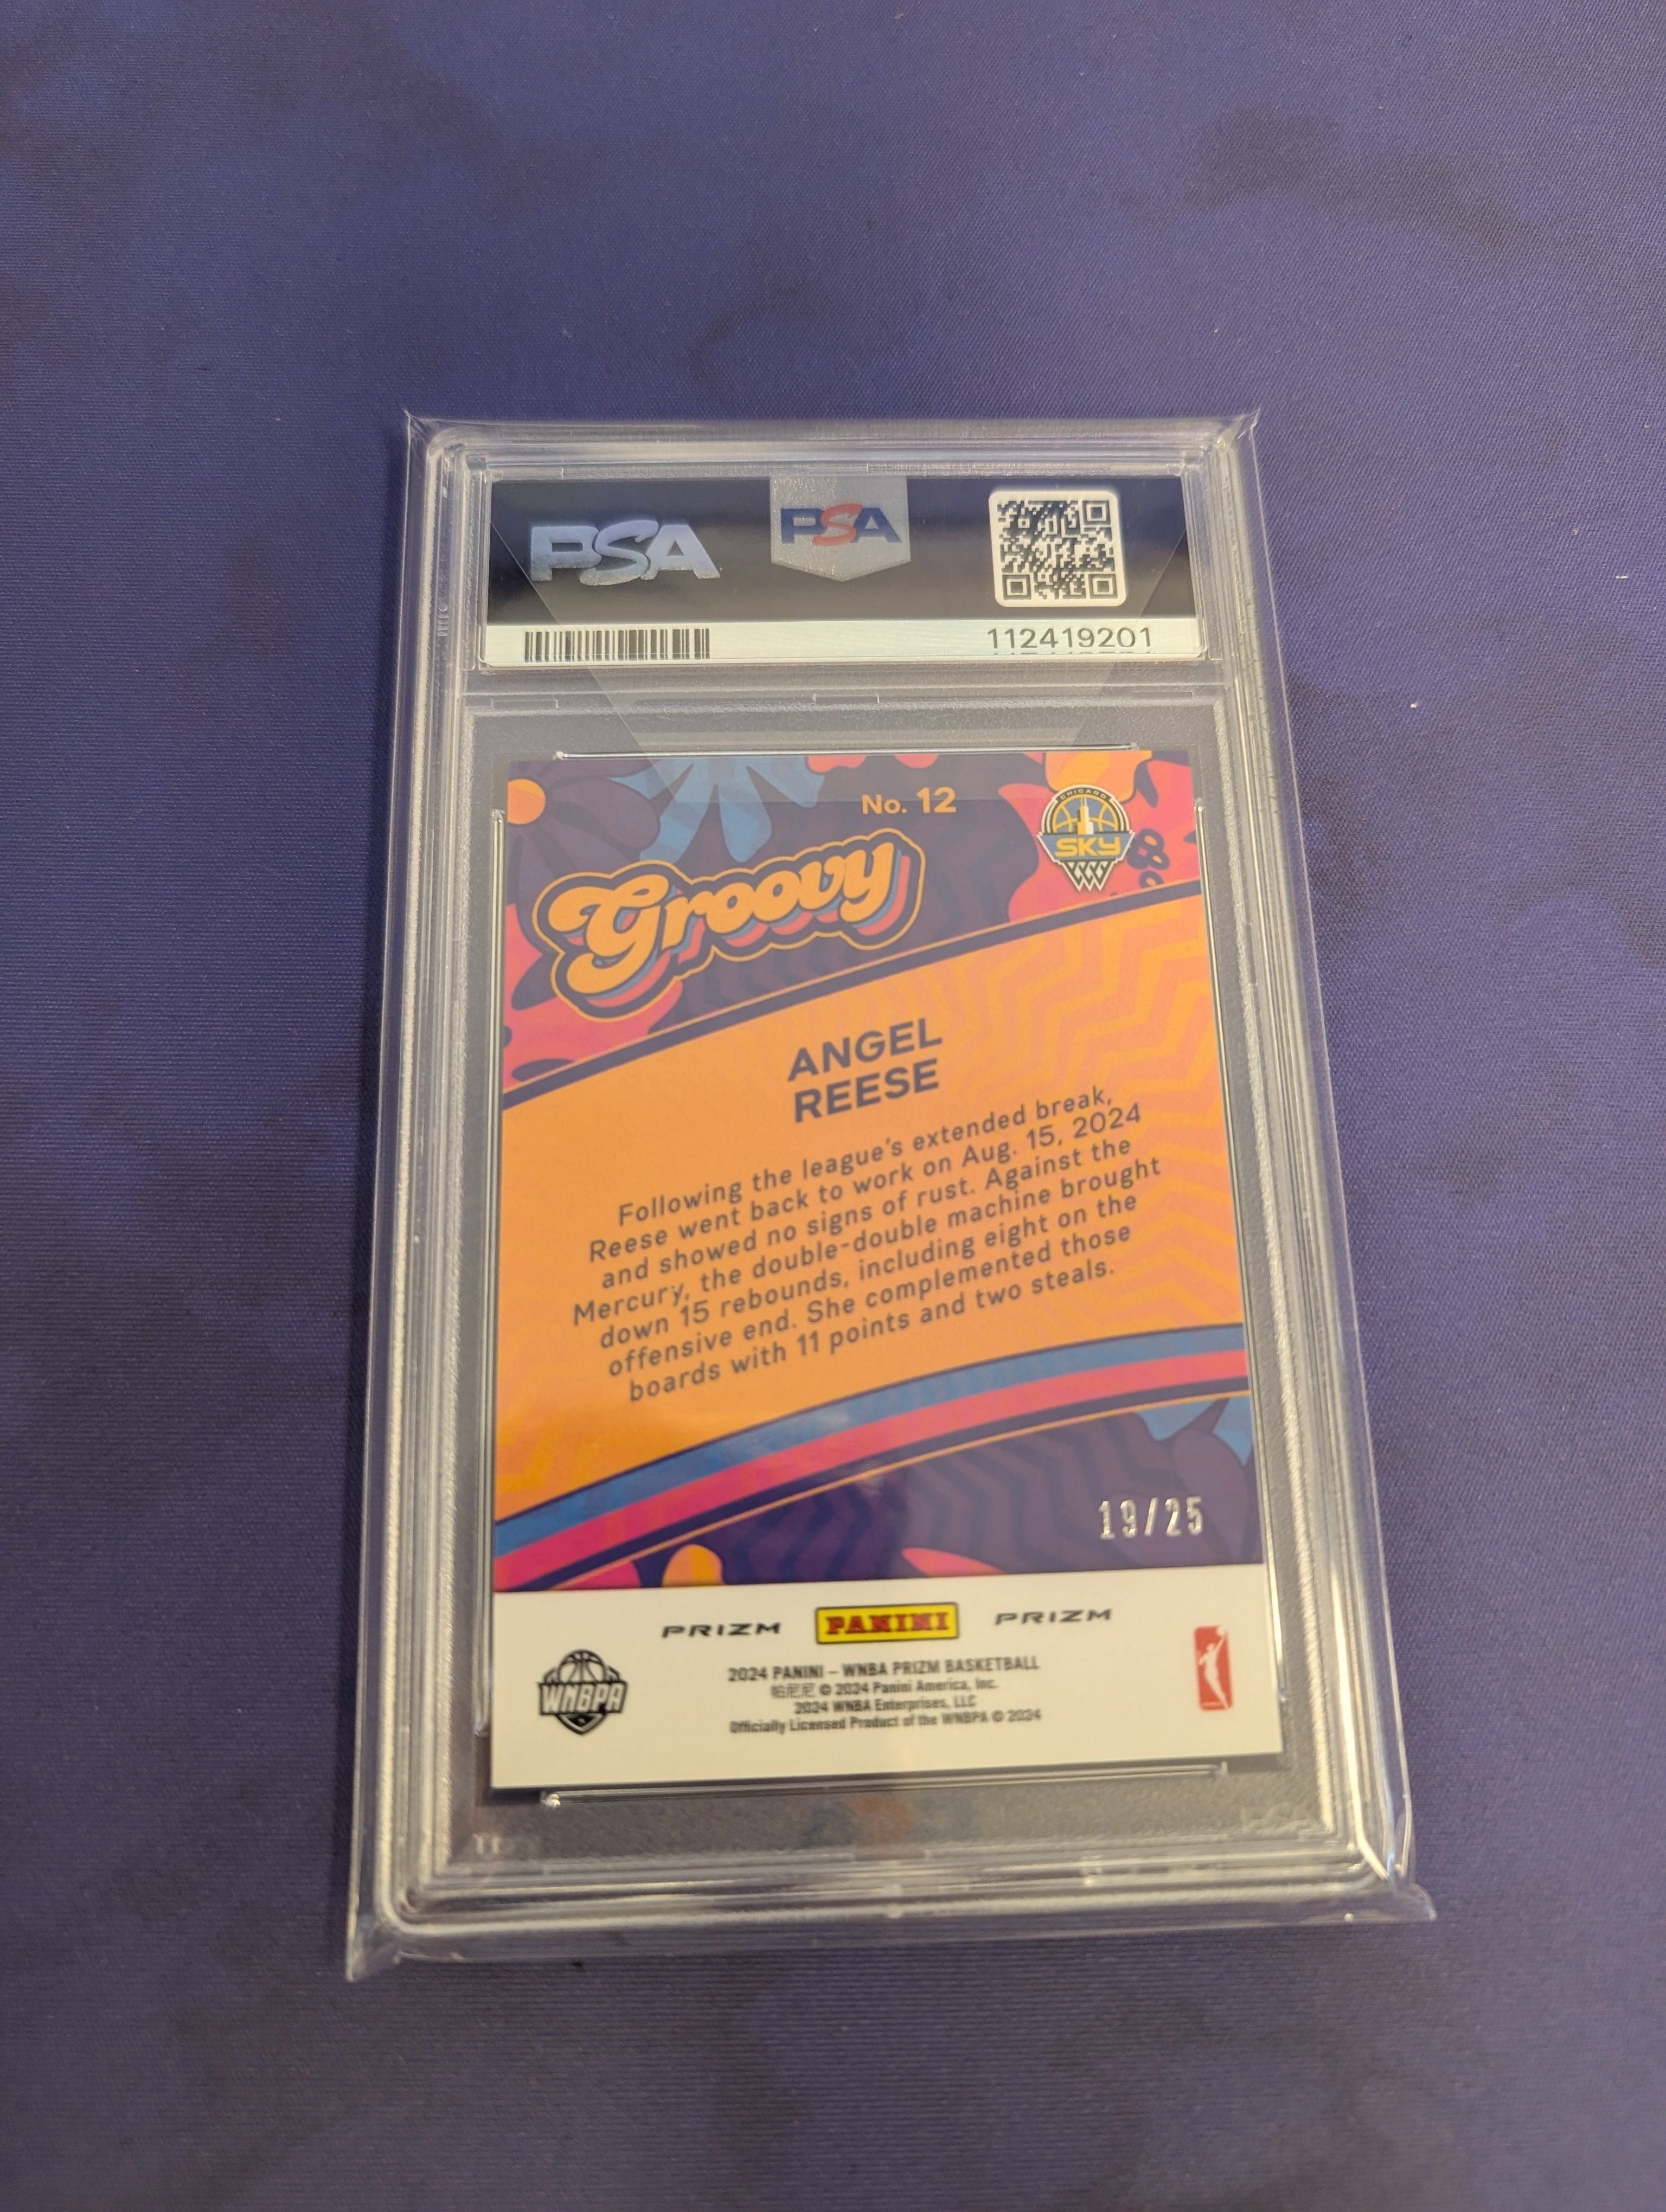 PSA
PSA
112419201
No. 12
CHICAGO
SKY
Groovy
ANGEL
REESE
Following the league's extended break,
Reese went back to work on Aug. 15, 2024
and showed no signs of rust. Against the
Mercury, the double-double machine brought
down 15 rebounds, including eight on the
offensive end. She complemented those
boards with 11 points and two steals.
19/25
PRIZM PANINI PRIZM
WNBPA
2024 PANINI – WNBA PRIZM BASKETBALL
帕尼尼 © 2024 Panini America, Inc.
2024 WNBA Enterprises, LLC
Officially Licensed Product of the WNBPA © 2024
PSA